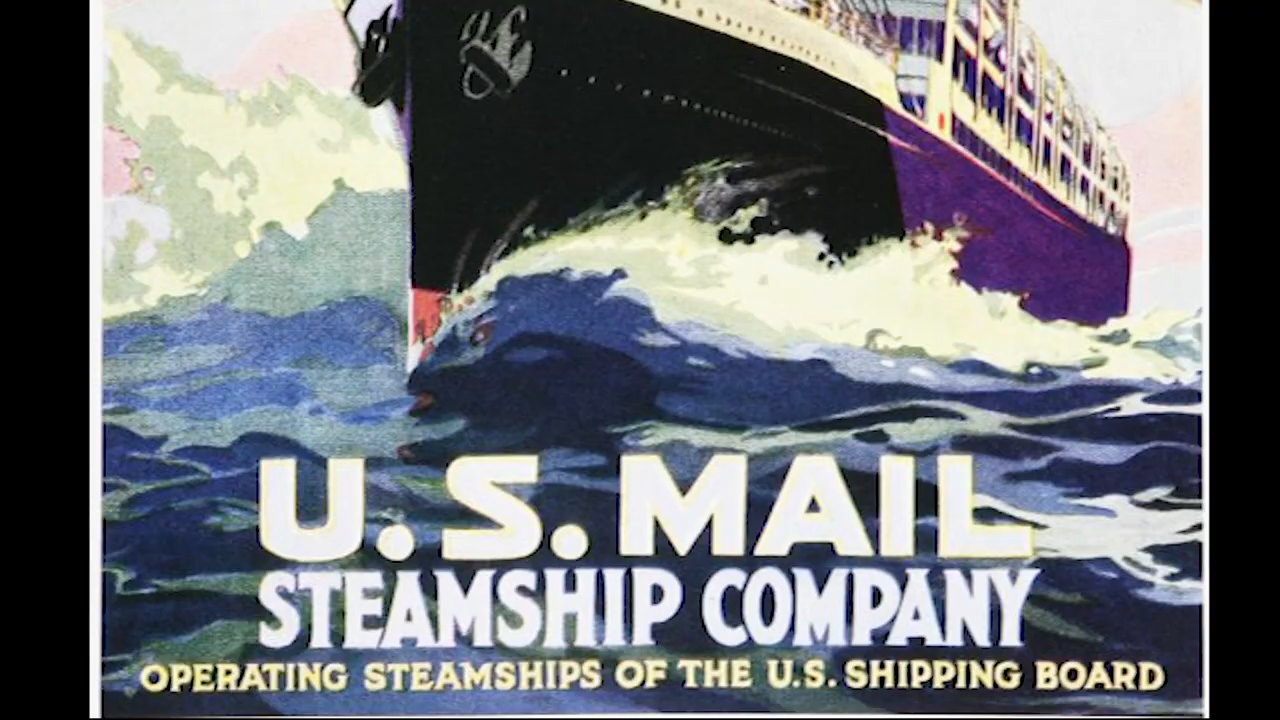 U.S. MAIL
STEAMSHIP COMPANY
OPERATING STEAMSHIPS OF THE U.S. SHIPPING BOARD